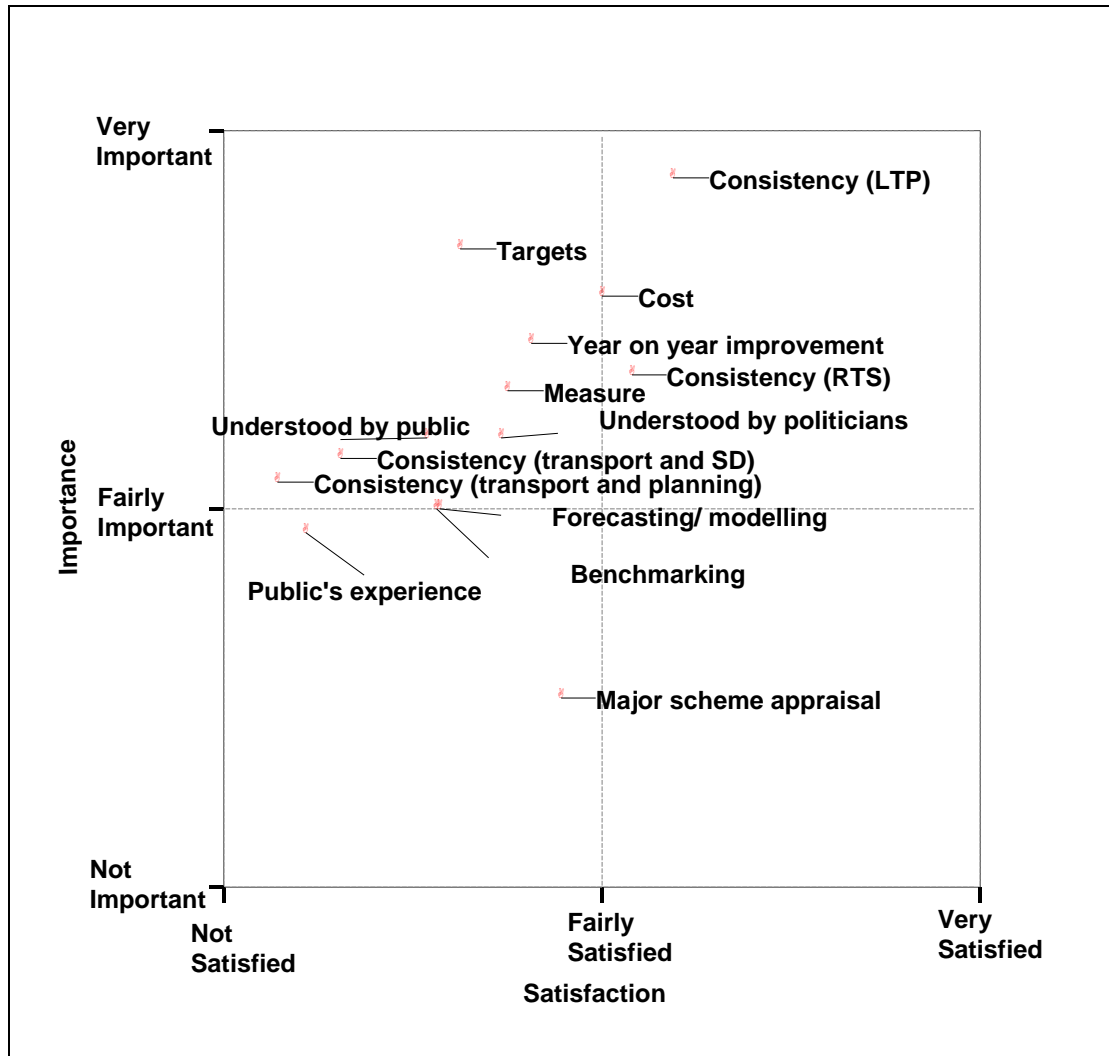 Very
Important
Consistency (LTP)
Targets
Cost
Year on year improvement
Consistency (RTS)
Measure
Understood by public
Understood by politicians
Consistency (transport and SD)
Consistency (transport and planning)
Fairly
Important
Forecasting/ modelling
Importance
Benchmarking
Public's experience
Major scheme appraisal
Not
Important
Not
Satisfied
Fairly
Satisfied
Very
Satisfied
Satisfaction